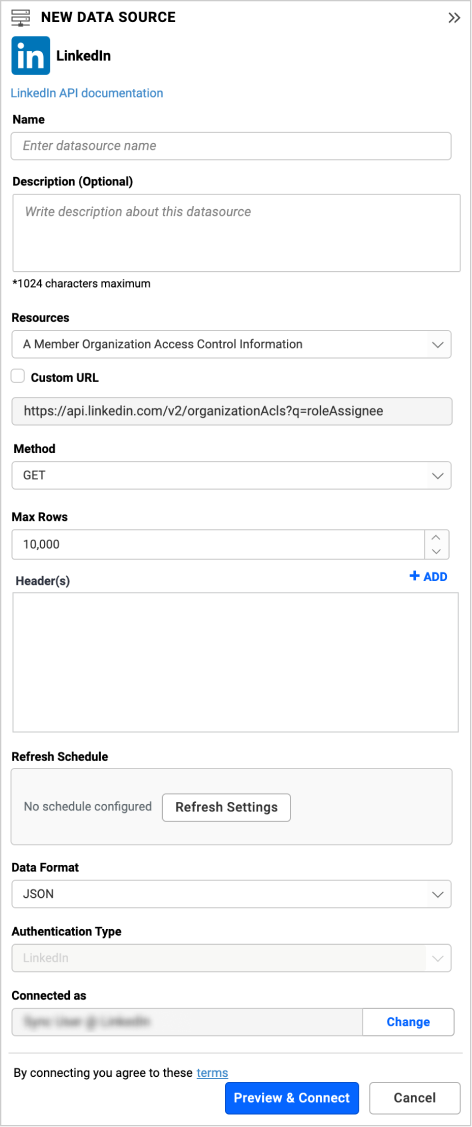 NEW DATA SOURCE
in LinkedIn
LinkedIn API documentation
Name
Enter datasource name
Description (Optional)
Write description about this datasource
*1024 characters maximum
Resources
A Member Organization Access Control Information
Custom URL
https://api.linkedin.com/v2/organizationAcls?q=roleAssignee
Method
GET
Max Rows
10,000
Header(s) + ADD
Refresh Schedule
No schedule configured Refresh Settings
Data Format
JSON
Authentication Type
LinkedIn
Connected as
Change
By connecting you agree to these terms
Preview & Connect Cancel